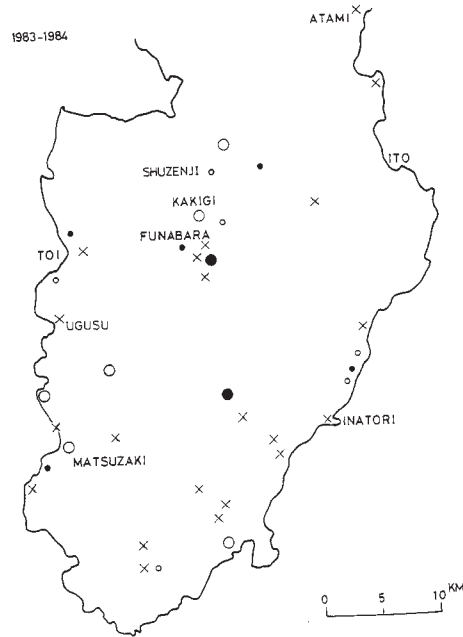 ATAMI
1983-1984
ITO
SHUZENJI
KAKIGI
FUNABARA
TOI
UGUSU
INATORI
MATSUZAKI
0 5 10 KM